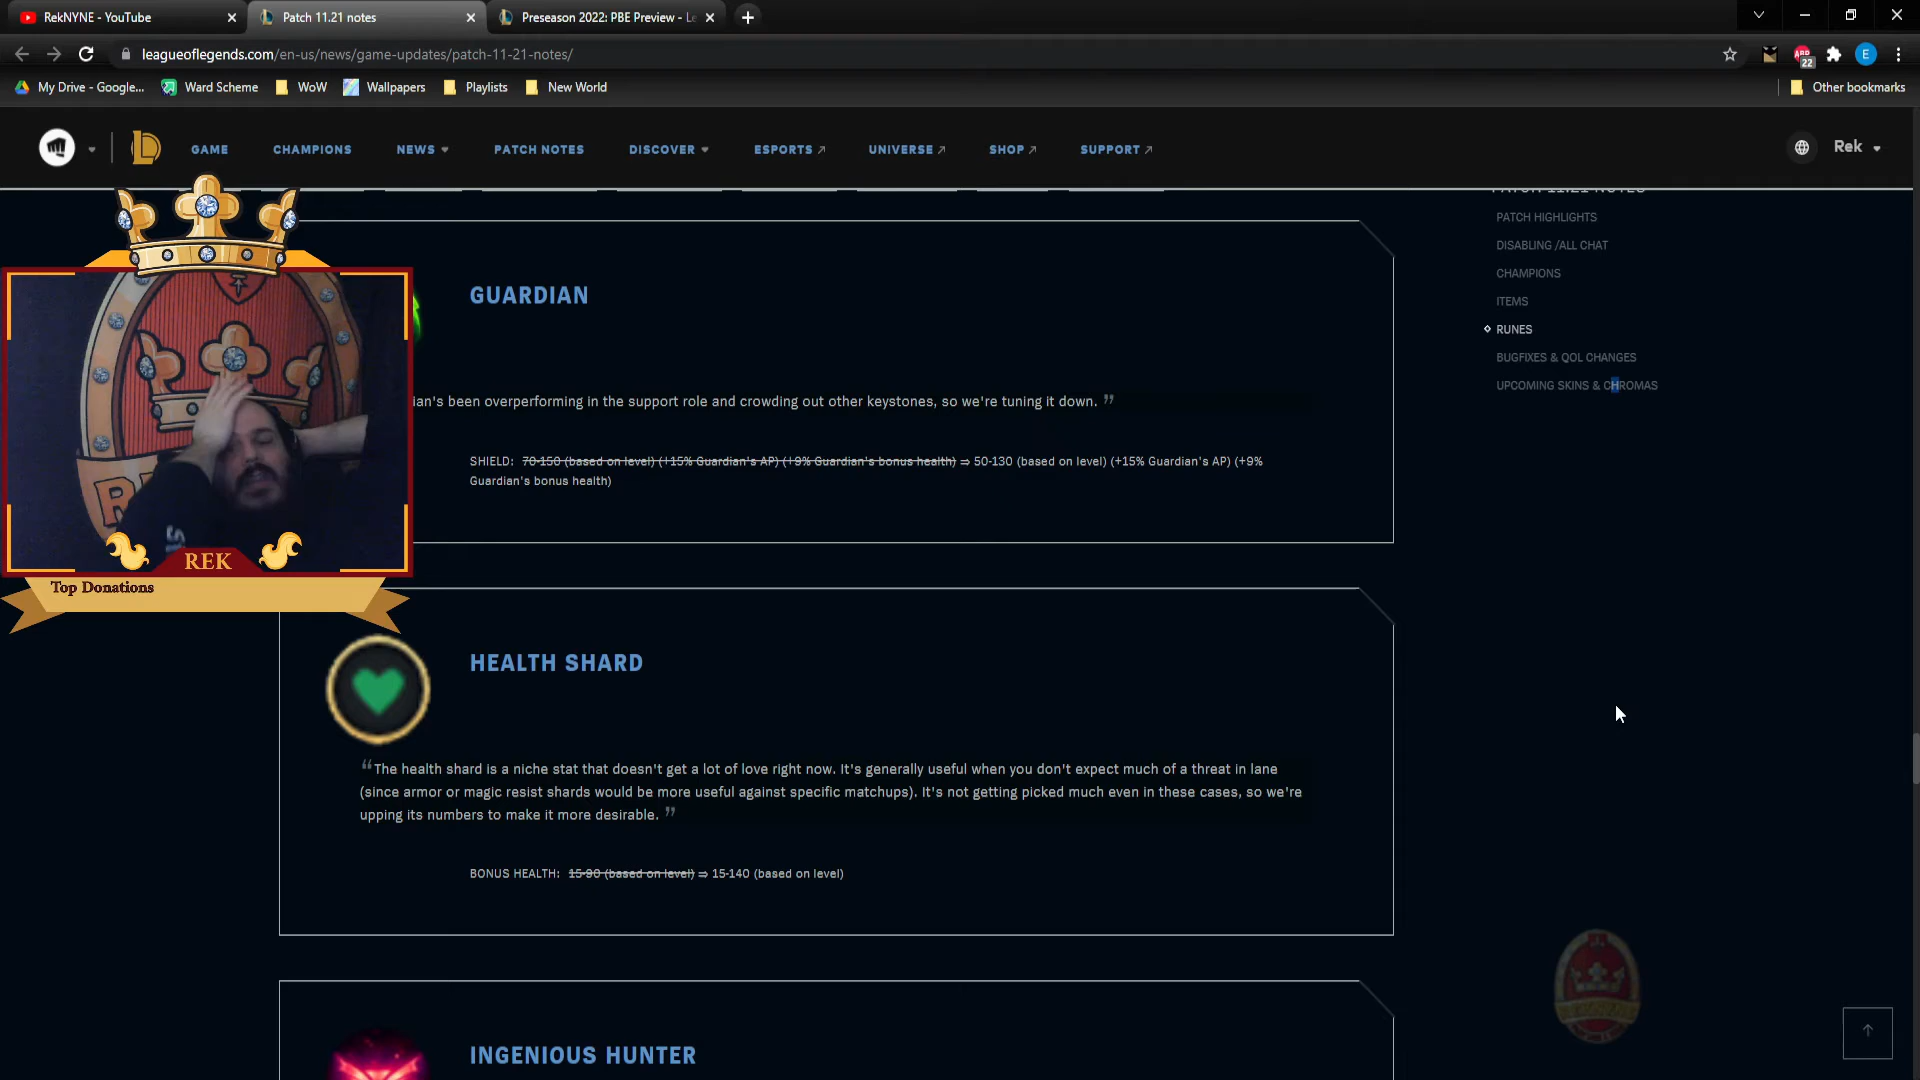 RekNYNE - YouTube
Patch 11.21 notes
Preseason 2022: PBE Preview - Le
leagueoflegends.com/en-us/news/game-updates/patch-11-21-notes/
22
E
My Drive - Google...
Ward Scheme
WoW
Wallpapers
Playlists
New World
Other bookmarks
GAME
CHAMPIONS
NEWS
PATCH NOTES
DISCOVER
ESPORTS
UNIVERSE
SHOP
SUPPORT
Rek
PATCH 11.21 NOTES
PATCH HIGHLIGHTS
DISABLING /ALL CHAT
CHAMPIONS
ITEMS
RUNES
BUGFIXES & QOL CHANGES
UPCOMING SKINS & CHROMAS
GUARDIAN
ian's been overperforming in the support role and crowding out other keystones, so we're tuning it down. ”
SHIELD: 70-150 (based on level) (+15% Guardian's AP) (+9% Guardian's bonus health) ⇒ 50-130 (based on level) (+15% Guardian's AP) (+9%
Guardian's bonus health)
REK
Top Donations
HEALTH SHARD
“The health shard is a niche stat that doesn't get a lot of love right now. It's generally useful when you don't expect much of a threat in lane
(since armor or magic resist shards would be more useful against specific matchups). It's not getting picked much even in these cases, so we're
upping its numbers to make it more desirable. ”
BONUS HEALTH: 15-90 (based on level) ⇒ 15-140 (based on level)
INGENIOUS HUNTER